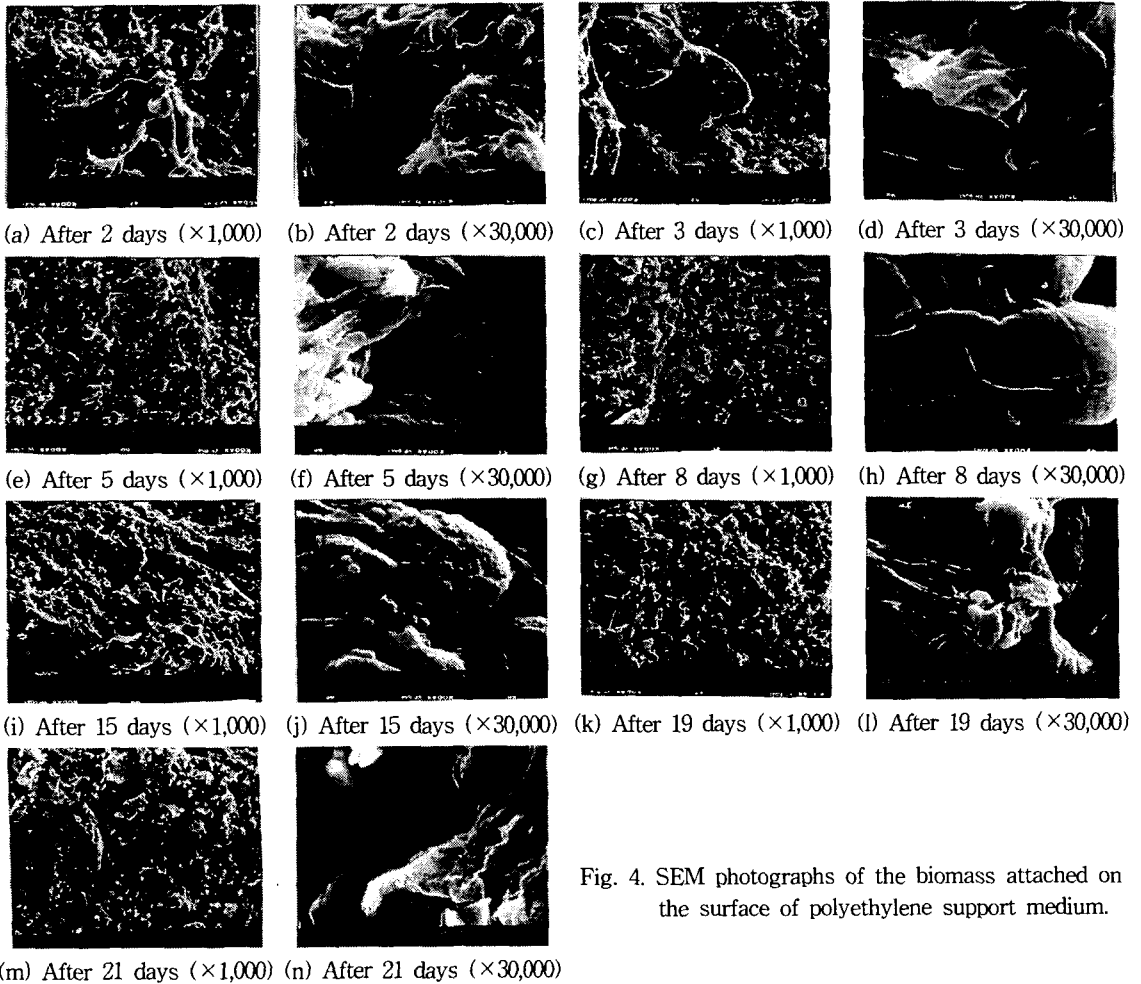 (a) After 2 days (×1,000) (b) After 2 days (×30,000) (c) After 3 days (×1,000) (d) After 3 days (×30,000)
(e) After 5 days (×1,000) (f) After 5 days (×30,000) (g) After 8 days (×1,000) (h) After 8 days (×30,000)
(i) After 15 days (×1,000) (j) After 15 days (×30,000) (k) After 19 days (×1,000) (l) After 19 days (×30,000)
Fig. 4. SEM photographs of the biomass attached on
the surface of polyethylene support medium.
(m) After 21 days (×1,000) (n) After 21 days (×30,000)